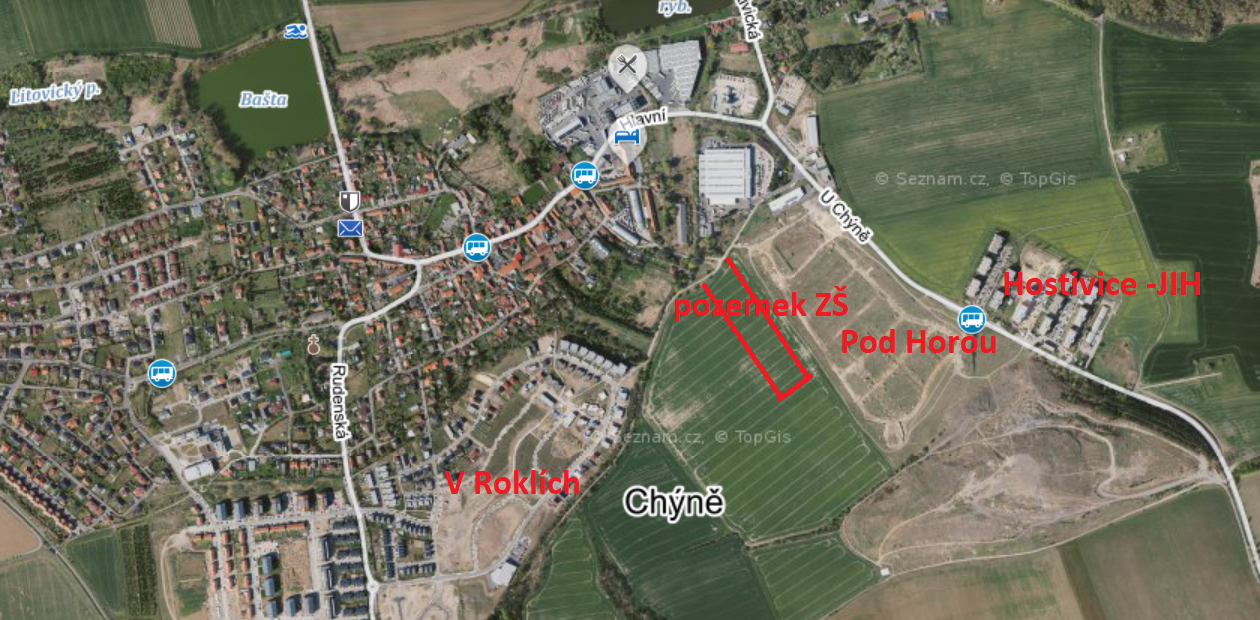 ryb.
vická
Litovický p.
Bašta
Hlavní
© Seznam.cz, © TopGis
U Chýně
Hostivice -JIH
pozemek ZŠ
Pod Horou
Rudenská
Seznam.cz, © TopGis
V Roklích
Chýně